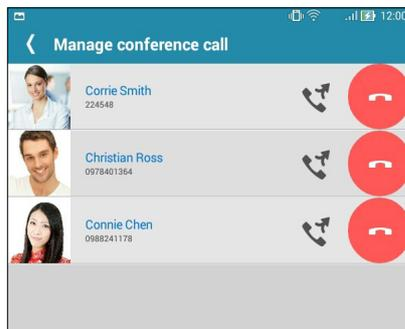 12:00
Manage conference call
Corrie Smith
224548
Christian Ross
0978401364
Connie Chen
0988241178